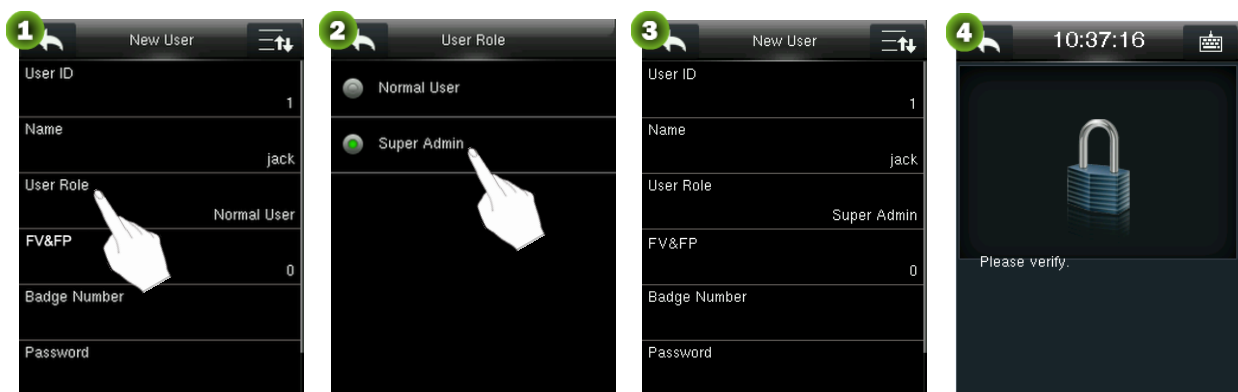 1
New User
User ID
1
Name
jack
User Role
Normal User
FV&FP
0
Badge Number
Password
2
User Role
Normal User
Super Admin
3
New User
User ID
1
Name
jack
User Role
Super Admin
FV&FP
0
Badge Number
Password
4
10:37:16
Please verify.